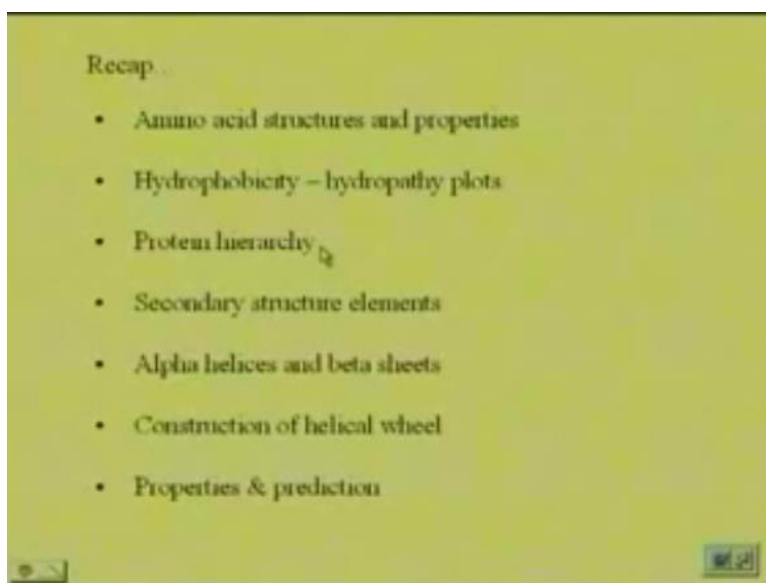 Recap...
• Amino acid structures and properties
• Hydrophobicity – hydropathy plots
• Protein hierarchy
• Secondary structure elements
• Alpha helices and beta sheets
• Construction of helical wheel
• Properties & prediction